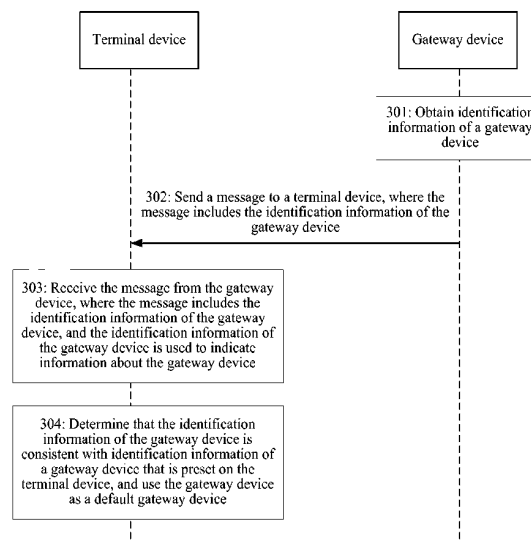 Terminal device
Gateway device
301: Obtain identification
information of a gateway
device
302: Send a message to a terminal device, where the
message includes the identification information of the
gateway device
303: Receive the message from the gateway
device, where the message includes the
identification information of the gateway
device, and the identification information of
the gateway device is used to indicate
information about the gateway device
304: Determine that the identification
information of the gateway device is
consistent with identification information of
a gateway device that is preset on the
terminal device, and use the gateway device
as a default gateway device